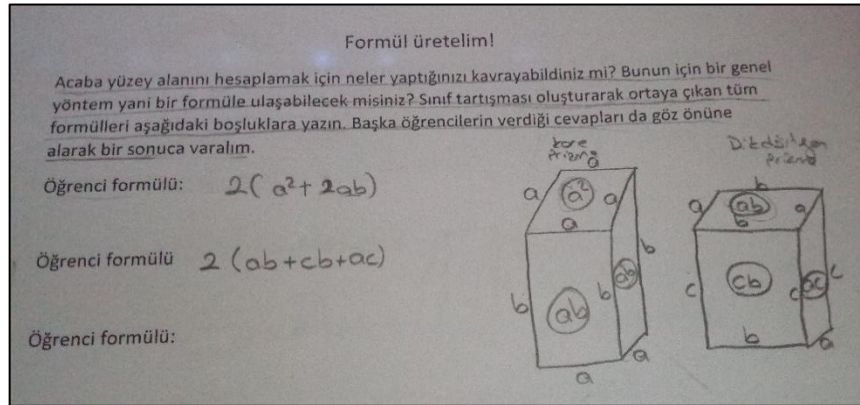 Formül üretelim!
Acaba yüzey alanını hesaplamak için neler yaptığınızı kavrayabildiniz mi? Bunun için bir genel
yöntem yani bir formüle ulaşabilecek misiniz? Sınıf tartışması oluşturarak ortaya çıkan tüm
formülleri aşağıdaki boşluklara yazın. Başka öğrencilerin verdiği cevapları da göz önüne
alarak bir sonuca varalım.
Öğrenci formülü: 2(a²+2ab)
Öğrenci formülü 2(ab+cb+ac)
Öğrenci formülü:
kare
prizma
a
a a² a
a
b ab b ab b
a
a
Dikdörtgen
prizma
b
a ab a
b
c cb c ac c
b
a